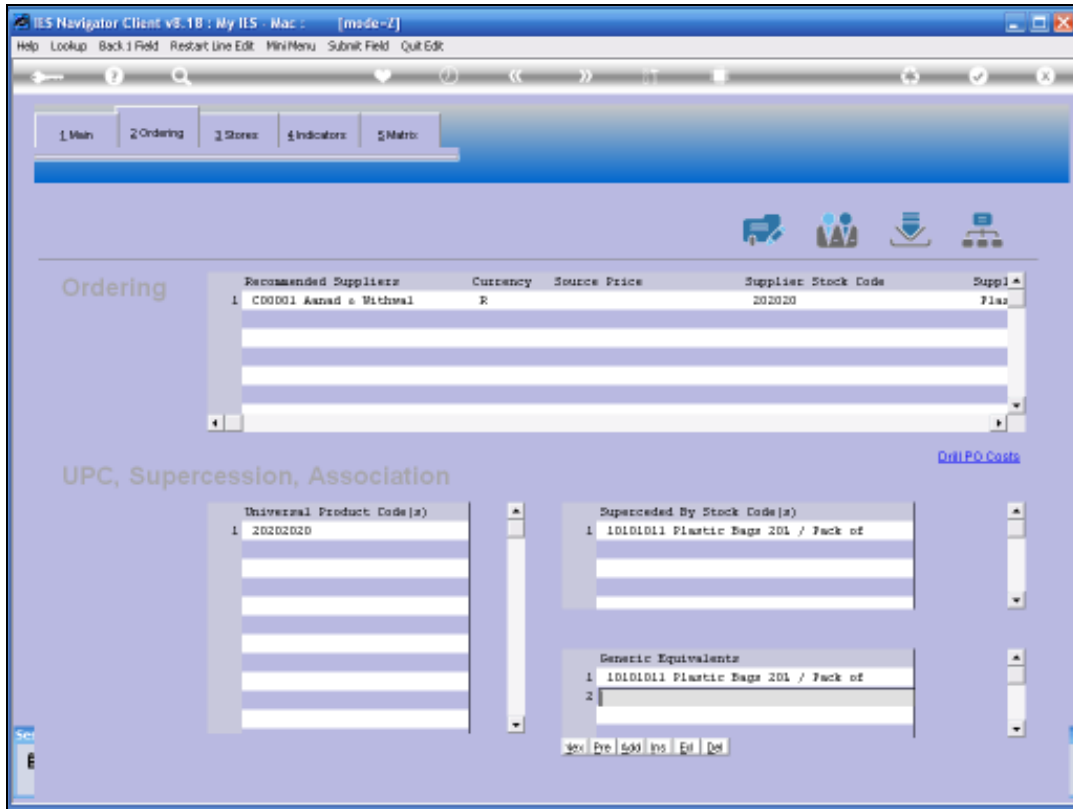 IES Navigator Client v8.18 : My IES - Mac : [mode=Z]
Help Lookup Back 1 Field Restart Line Edit MiniMenu Submit Field Quit Edit
1 Main 2 Ordering 3 Stores 4 Indicators 5 Matrix
Ordering
Recommended Suppliers Currency Source Price Supplier Stock Code Suppl
1 C00001 Aanad & Withwal R 202020 Plas
Drill PO Costs
UPC, Supercession, Association
Universal Product Code(s)
1 20202020
Superceded By Stock Code(s)
1 10101011 Plastic Bags 20L / Pack of
Generic Equivalents
1 10101011 Plastic Bags 20L / Pack of
2
Nex Pre Add Ins Del